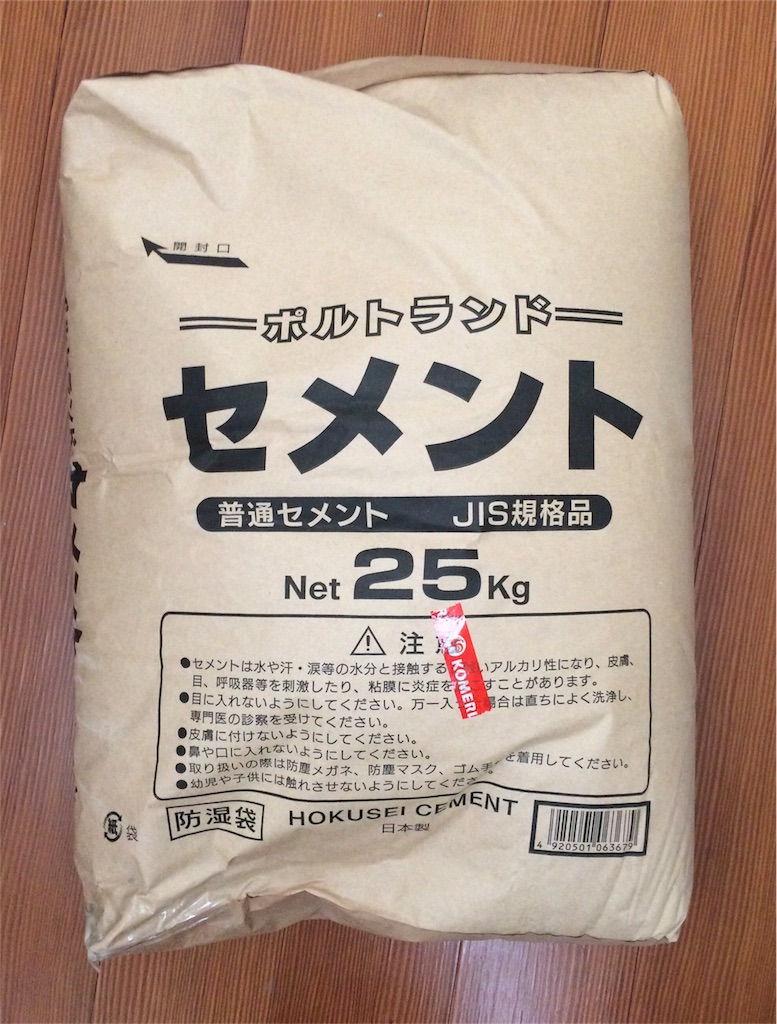 開封口
ポルトランド
セメント
普通セメント JIS規格品
Net 25Kg
注
●セメントは水や汗・涙等の水分と接触する いアルカリ性になり、皮膚、
目、呼吸器等を刺激したり、粘膜に炎症を すことがあります。
●目に入れないようにしてください。万一入 場合は直ちによく洗浄し、
専門医の診察を受けてください。
●皮膚に付けないようにしてください。
●鼻や口に入れないようにしてください。
●取り扱いの際は防塵メガネ、防塵マスク、ゴム手 を着用してください。
●幼児や子供には触れさせないようにしてくださ
KOMERI
紙 袋
防湿袋
HOKUSEI CEMENT
日本製
4 920501 063679